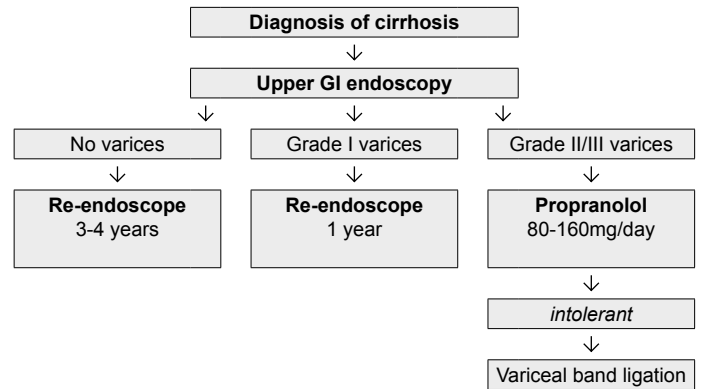 Diagnosis of cirrhosis
Upper GI endoscopy
No varices
Grade I varices
Grade II/III varices
Re-endoscope
3-4 years
Re-endoscope
1 year
Propranolol
80-160mg/day
intolerant
Variceal band ligation